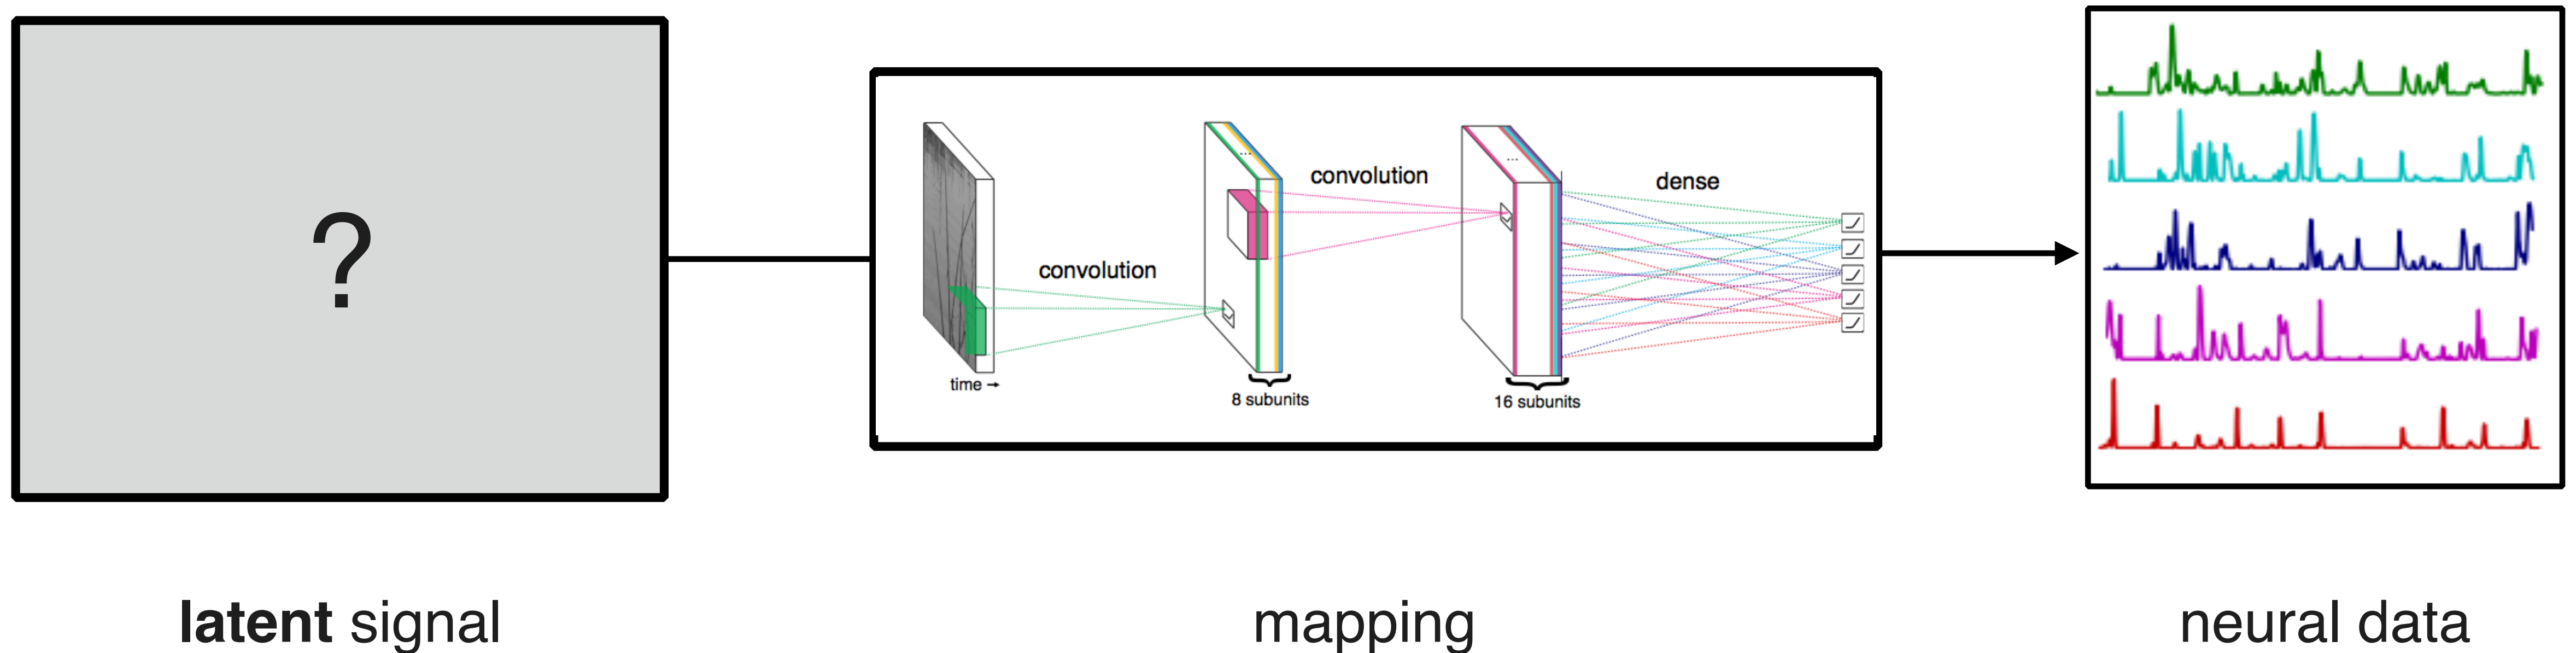 ?
convolution
time →
...
8 subunits
convolution
...
16 subunits
dense
latent signal
mapping
neural data